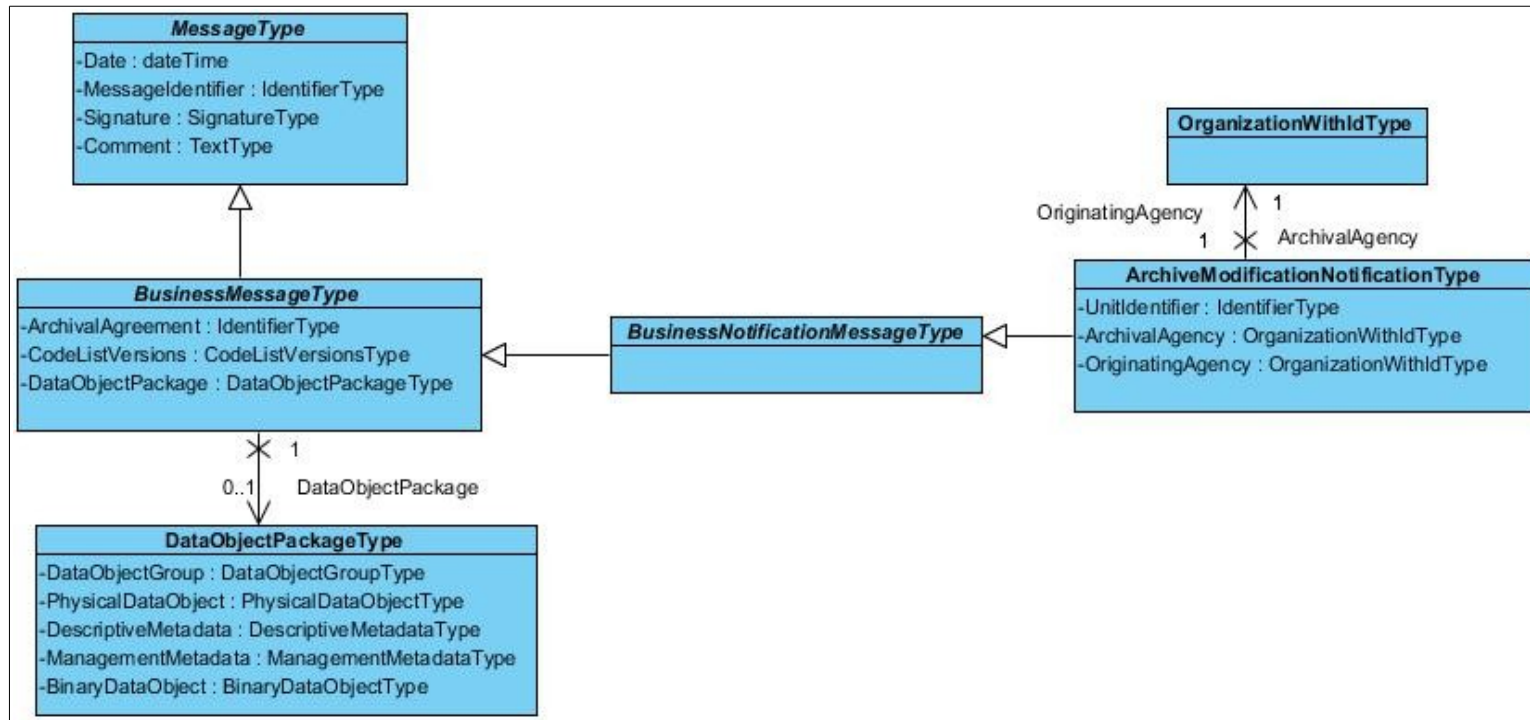 MessageType
-Date : dateTime
-MessageIdentifier : IdentifierType
-Signature : SignatureType
-Comment : TextType
OrganizationWithIdType
OriginatingAgency
1
1
ArchivalAgency
BusinessMessageType
-ArchivalAgreement : IdentifierType
-CodeListVersions : CodeListVersionsType
-DataObjectPackage : DataObjectPackageType
BusinessNotificationMessageType
ArchiveModificationNotificationType
-UnitIdentifier : IdentifierType
-ArchivalAgency : OrganizationWithIdType
-OriginatingAgency : OrganizationWithIdType
1
0..1
DataObjectPackage
DataObjectPackageType
-DataObjectGroup : DataObjectGroupType
-PhysicalDataObject : PhysicalDataObjectType
-DescriptiveMetadata : DescriptiveMetadataType
-ManagementMetadata : ManagementMetadataType
-BinaryDataObject : BinaryDataObjectType